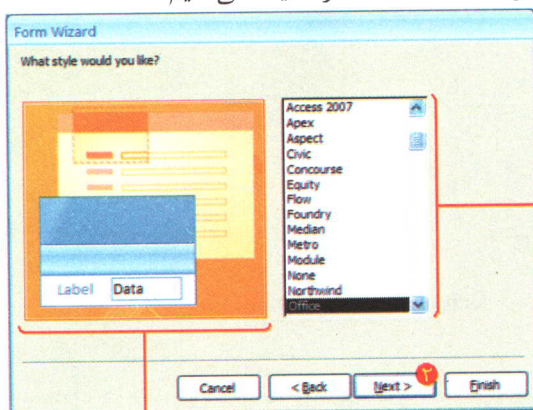 Form Wizard
What style would you like?
Access 2007
Apex
Aspect
Civic
Concourse
Equity
Flow
Foundry
Median
Metro
Module
None
Northwind
Office
Label Data
Cancel
< Back
Next >
۲
Finish